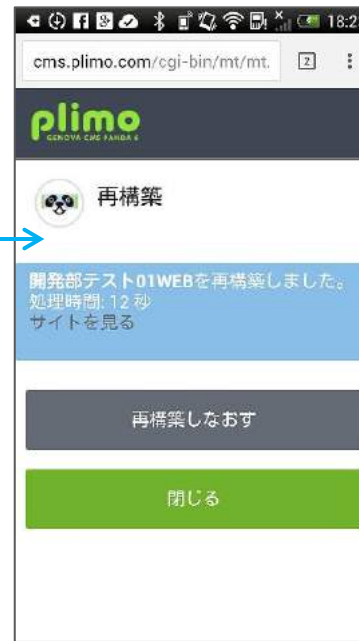 18:2
cms.plimo.com/cgi-bin/mt/mt.
2
plimo
GENOVA CMS PANDA 6
再構築
開発部テスト01WEBを再構築しました。
処理時間: 12 秒
サイトを見る
再構築しなおす
閉じる